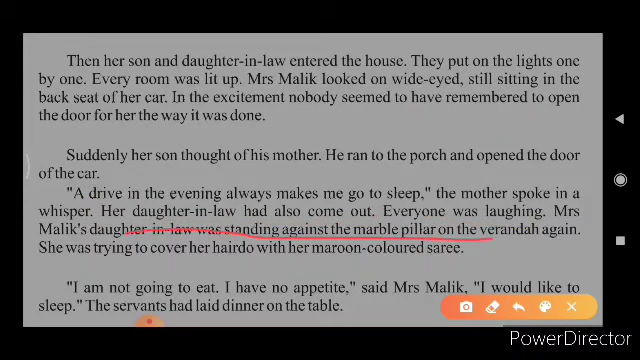 Then her son and daughter-in-law entered the house. They put on the lights one
by one. Every room was lit up. Mrs Malik looked on wide-eyed, still sitting in the
back seat of her car. In the excitement nobody seemed to have remembered to open
the door for her the way it was done.
Suddenly her son thought of his mother. He ran to the porch and opened the door
of the car.
"A drive in the evening always makes me go to sleep," the mother spoke in a
whisper. Her daughter-in-law had also come out. Everyone was laughing. Mrs
Malik's daughter-in-law was standing against the marble pillar on the verandah again.
She was trying to cover her hairdo with her maroon-coloured saree.
"I am not going to eat. I have no appetite," said Mrs Malik, "I would like to
sleep." The servants had laid dinner on the table.
PowerDirector